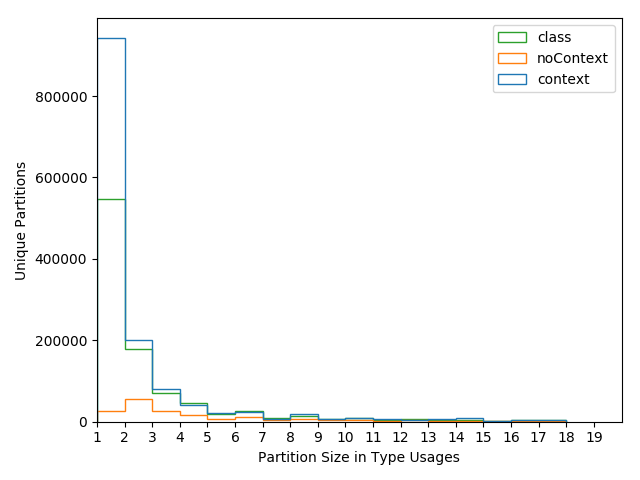 class
noContext
context
800000
600000
400000
200000
0
Unique Partitions
1 2 3 4 5 6 7 8 9 10 11 12 13 14 15 16 17 18 19
Partition Size in Type Usages